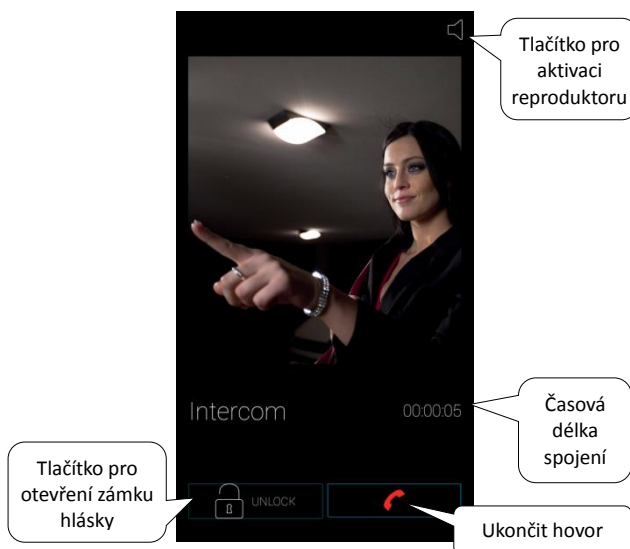 Tlačítko pro
aktivaci
reproduktoru
Intercom
00:00:05
Časová
délka
spojení
Tlačítko pro
otevření zámku
hlásky
UNLOCK
Ukončit hovor